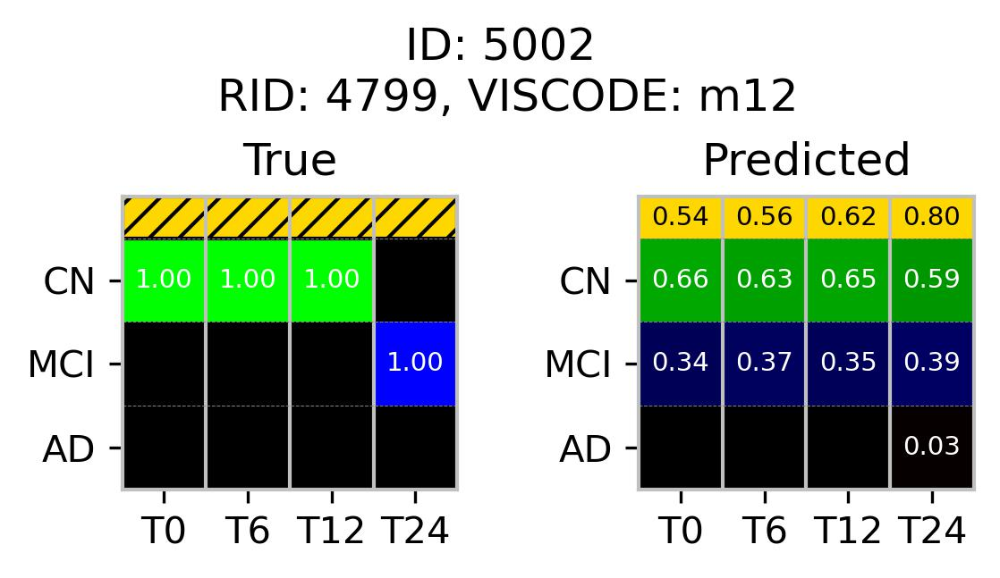 ID: 5002
RID: 4799, VISCODE: m12
True
Predicted
CN
1.00 1.00 1.00
MCI
1.00
AD
T0 T6 T12 T24
0.54 0.56 0.62 0.80
CN
0.66 0.63 0.65 0.59
MCI
0.34 0.37 0.35 0.39
AD
0.03
T0 T6 T12 T24